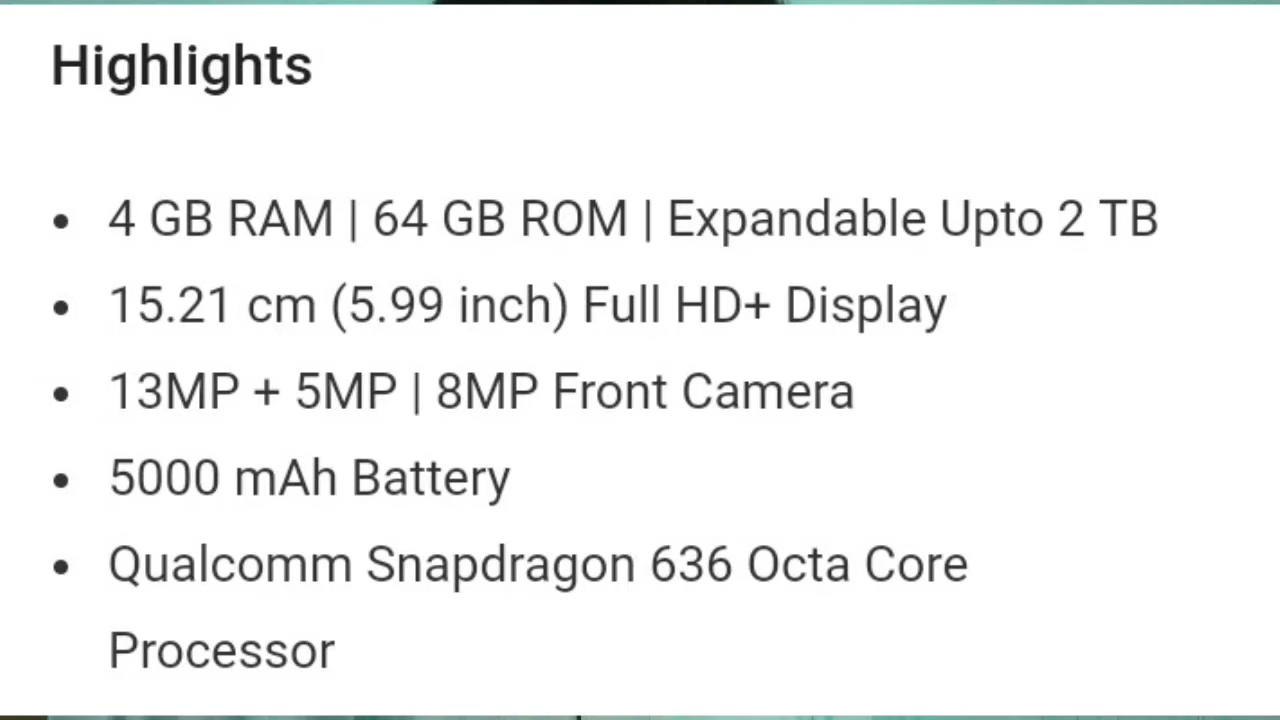 Highlights
• 4 GB RAM | 64 GB ROM | Expandable Upto 2 TB
• 15.21 cm (5.99 inch) Full HD+ Display
• 13MP + 5MP | 8MP Front Camera
• 5000 mAh Battery
• Qualcomm Snapdragon 636 Octa Core
Processor